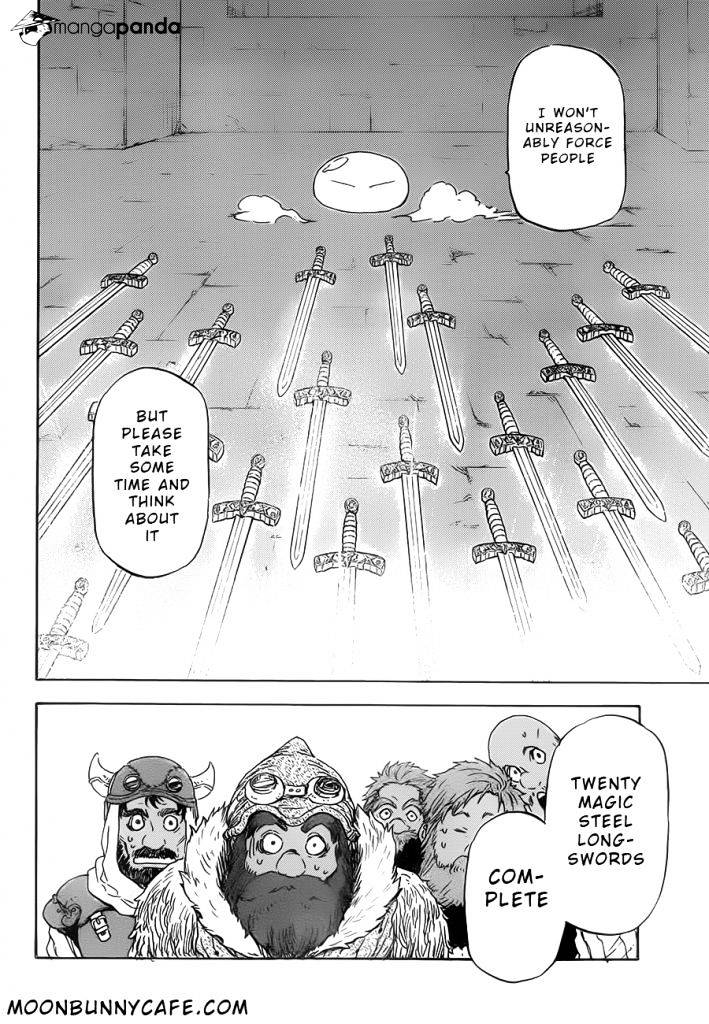 mangapanda
I WON'T
UNREASON-
ABLY FORCE
PEOPLE
BUT
PLEASE
TAKE
SOME
TIME AND
THINK
ABOUT
IT
TWENTY
MAGIC
STEEL
LONG-
SWORDS
COM-
PLETE
MOONBUNNYCAFE.COM